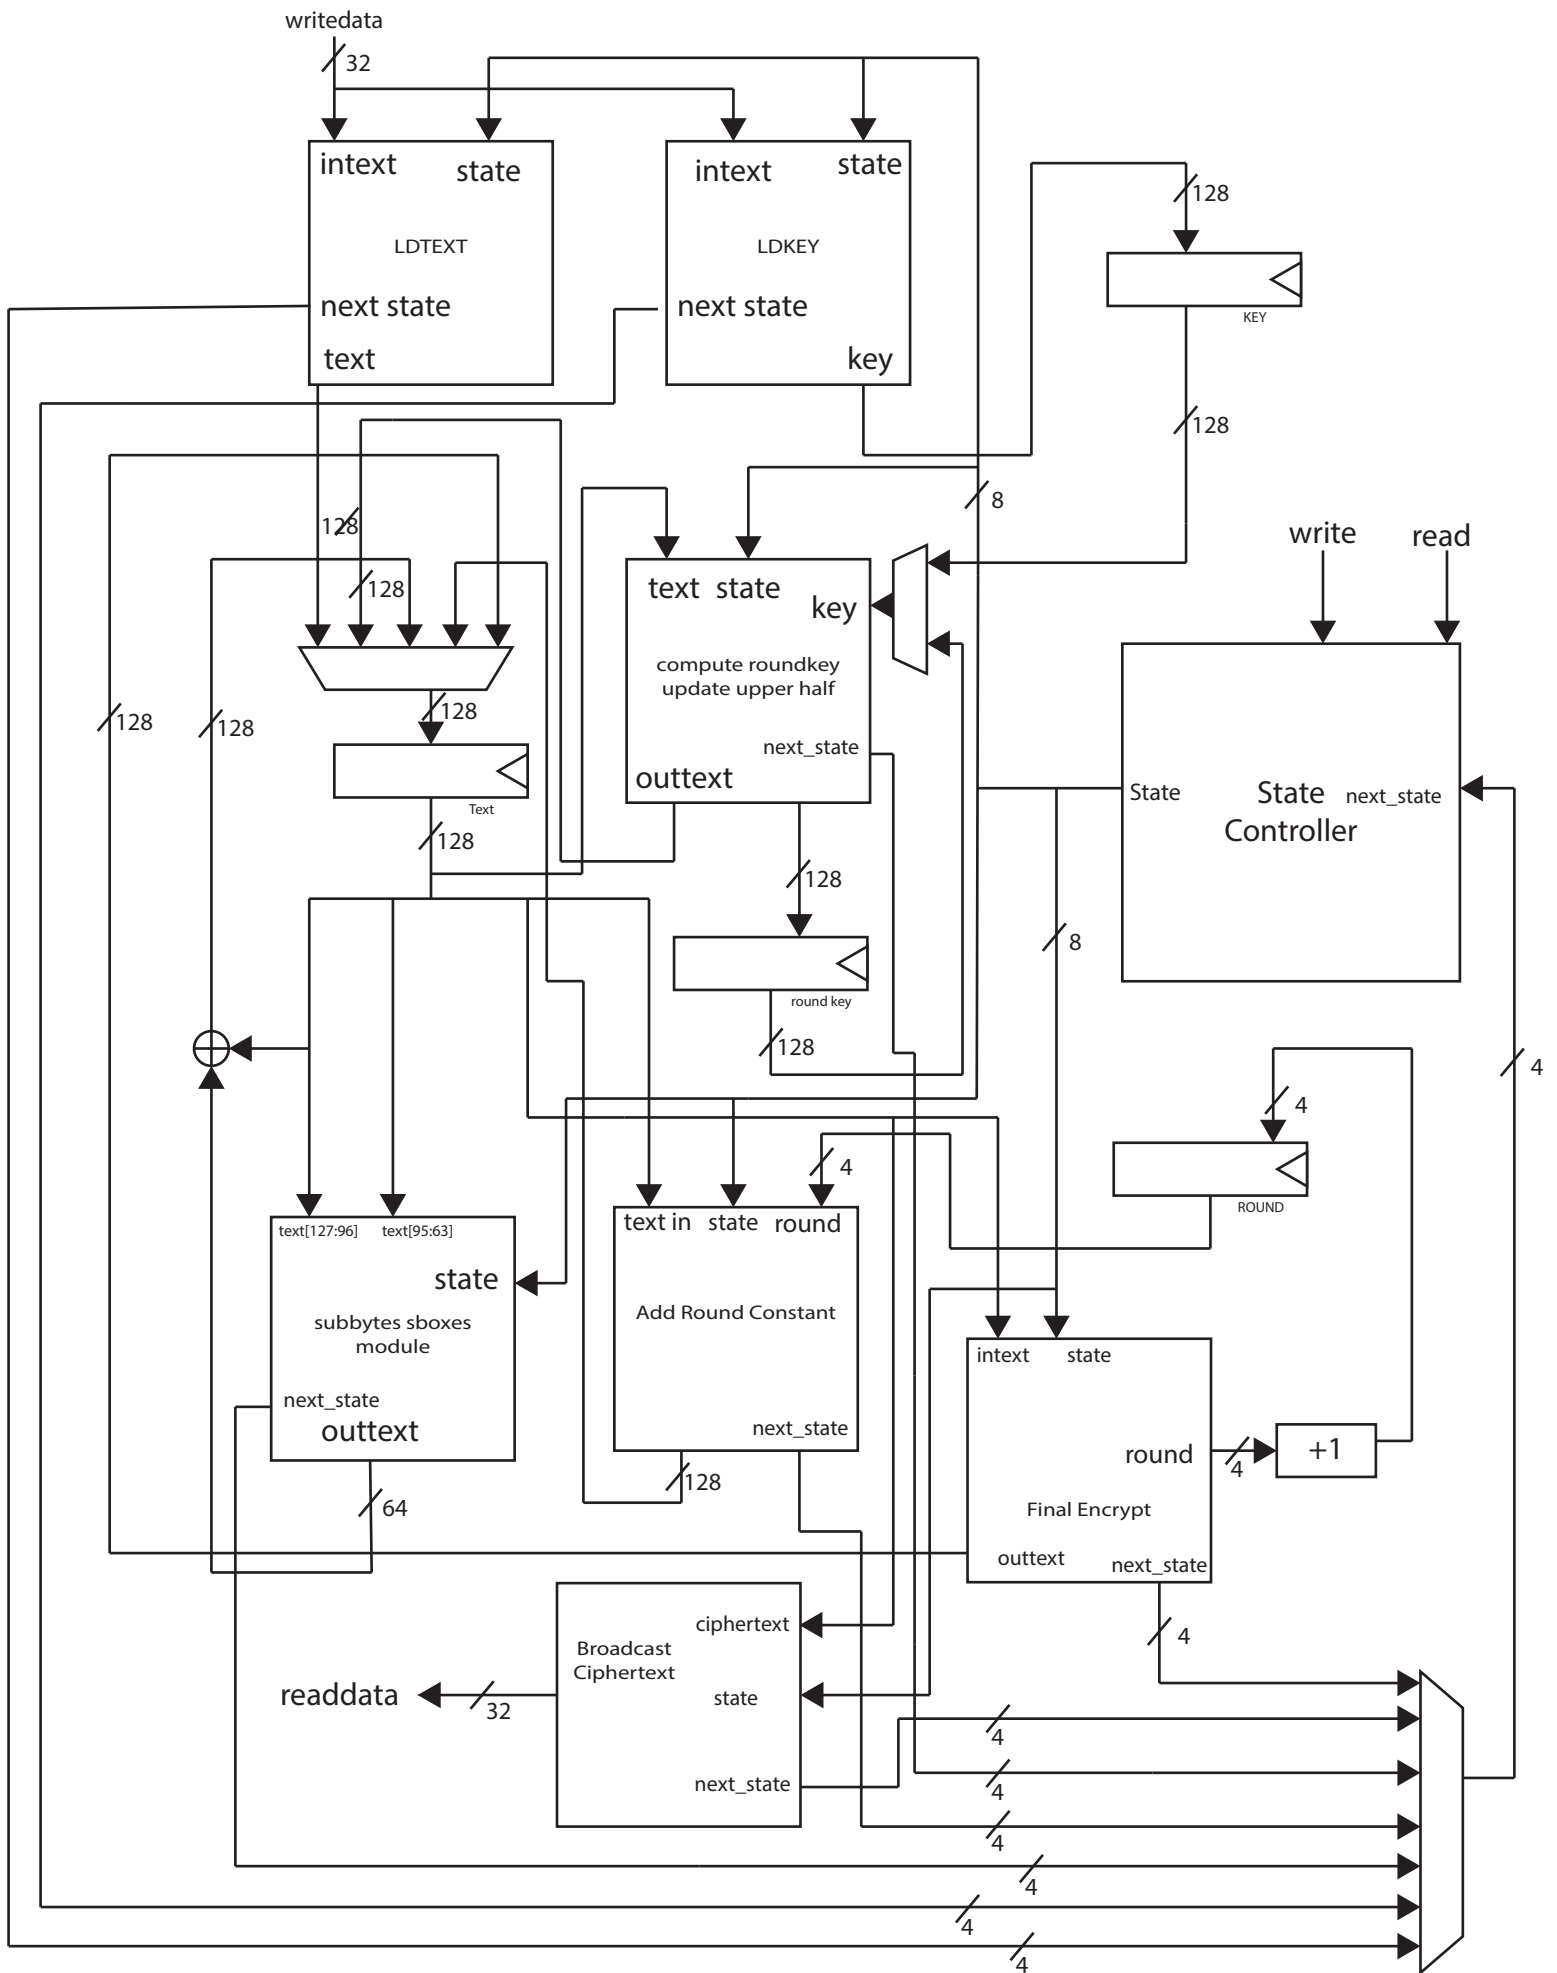 writedata
32
intext
state
LDTEXT
next state
text
intext
state
LDKEY
next state
key
128
KEY
128
8
128
128
text state
key
compute roundkey
update upper half
next_state
outtext
write
read
State
State
Controller
next_state
128
128
128
Text
128
128
round key
128
8
4
4
ROUND
4
text[127:96]
text[95:63]
state
subbytes sboxes
module
next_state
outtext
64
text in
state
round
Add Round Constant
next_state
128
intext
state
round
4
+1
Final Encrypt
outtext
next_state
4
ciphertext
Broadcast
Ciphertext
state
next_state
readdata
32
4
4
4
4
4
4